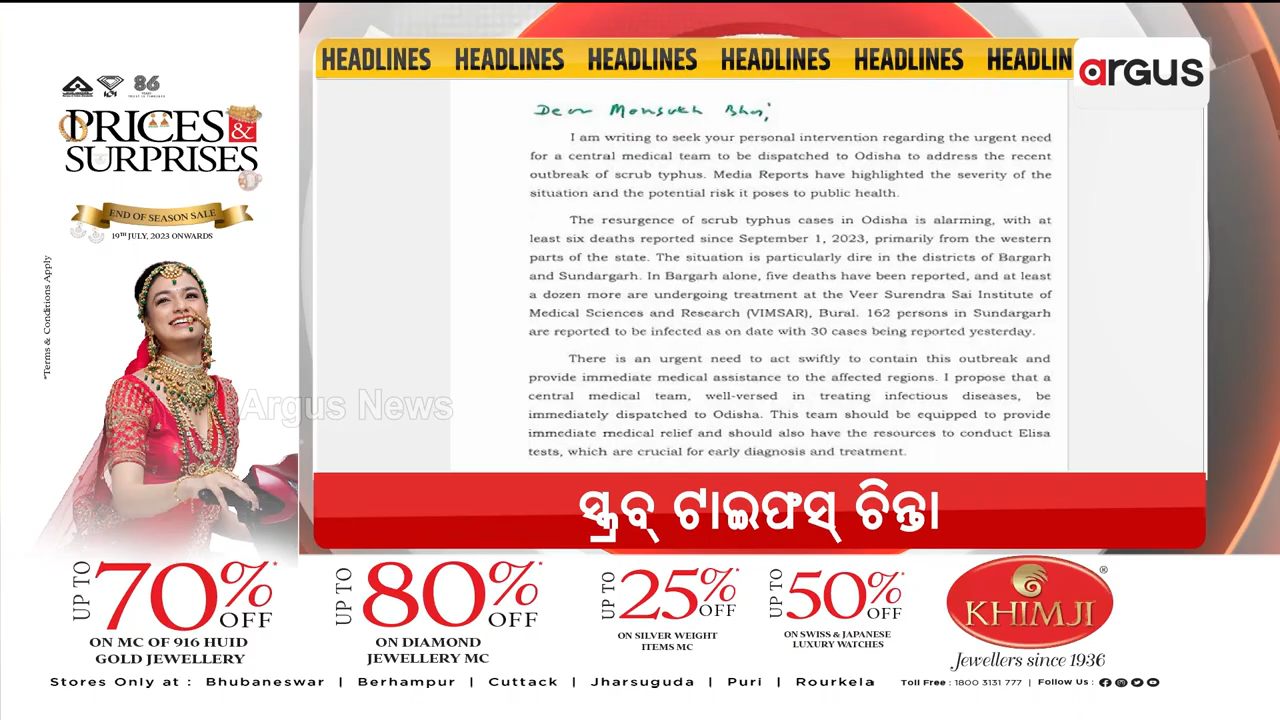 86
PRICES &
SURPRISES
END OF SEASON SALE
19TH JULY, 2023 ONWARDS
*Terms & Conditions Apply
HEADLINES HEADLINES HEADLINES HEADLINES HEADLINES HEADLIN
argus
Dear Mansukh Bhai,
I am writing to seek your personal intervention regarding the urgent need
for a central medical team to be dispatched to Odisha to address the recent
outbreak of scrub typhus. Media Reports have highlighted the severity of the
situation and the potential risk it poses to public health.
The resurgence of scrub typhus cases in Odisha is alarming, with at
least six deaths reported since September 1, 2023, primarily from the western
parts of the state. The situation is particularly dire in the districts of Bargarh
and Sundargarh. In Bargarh alone, five deaths have been reported, and at least
a dozen more are undergoing treatment at the Veer Surendra Sai Institute of
Medical Sciences and Research (VIMSAR), Bural. 162 persons in Sundargarh
are reported to be infected as on date with 30 cases being reported yesterday.
There is an urgent need to act swiftly to contain this outbreak and
provide immediate medical assistance to the affected regions. I propose that a
central medical team, well-versed in treating infectious diseases, be
immediately dispatched to Odisha. This team should be equipped to provide
immediate medical relief and should also have the resources to conduct Elisa
tests, which are crucial for early diagnosis and treatment.
Argus News
ସ୍କ୍ରବ୍ ଟାଇଫସ୍ ଚିନ୍ତା
UP TO 70%* OFF
ON MC OF 916 HUID
GOLD JEWELLERY
UP TO 80%* OFF
ON DIAMOND
JEWELLERY MC
UP TO 25%* OFF
ON SILVER WEIGHT
ITEMS MC
UP TO 50%* OFF
ON SWISS & JAPANESE
LUXURY WATCHES
KHIMJI ®
Jewellers since 1936
Stores Only at : Bhubaneswar | Berhampur | Cuttack | Jharsuguda | Puri | Rourkela
Toll Free : 1800 3131 777 | Follow Us :